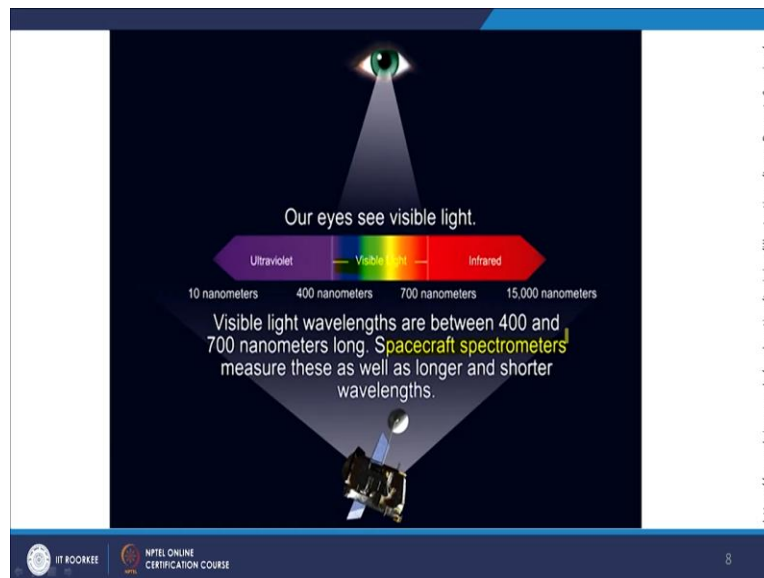 Our eyes see visible light.
Ultraviolet
Visible Light
Infrared
10 nanometers
400 nanometers
700 nanometers
15,000 nanometers
Visible light wavelengths are between 400 and
700 nanometers long. Spacecraft spectrometers
measure these as well as longer and shorter
wavelengths.
IIT ROORKEE
NPTEL ONLINE
CERTIFICATION COURSE
8